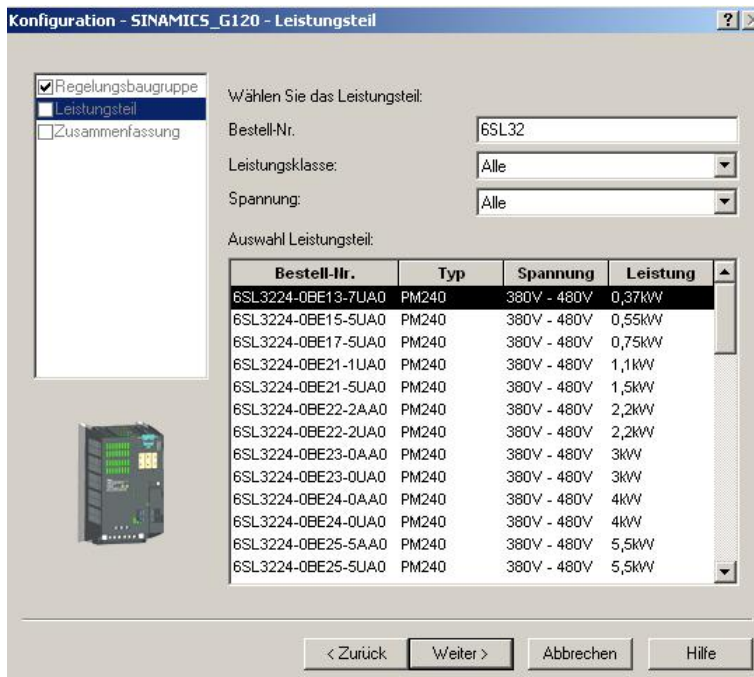 Konfiguration - SINAMICS_G120 - Leistungsteil
Regelungsbaugruppe
Leistungsteil
Zusammenfassung
Wählen Sie das Leistungsteil:
Bestell-Nr. 6SL32
Leistungsklasse: Alle
Spannung: Alle
Auswahl Leistungsteil:
Bestell-Nr. Typ Spannung Leistung
6SL3224-0BE13-7UA0 PM240 380V - 480V 0,37kW
6SL3224-0BE15-5UA0 PM240 380V - 480V 0,55kW
6SL3224-0BE17-5UA0 PM240 380V - 480V 0,75kW
6SL3224-0BE21-1UA0 PM240 380V - 480V 1,1kW
6SL3224-0BE21-5UA0 PM240 380V - 480V 1,5kW
6SL3224-0BE22-2AA0 PM240 380V - 480V 2,2kW
6SL3224-0BE22-2UA0 PM240 380V - 480V 2,2kW
6SL3224-0BE23-0AA0 PM240 380V - 480V 3kW
6SL3224-0BE23-0UA0 PM240 380V - 480V 3kW
6SL3224-0BE24-0AA0 PM240 380V - 480V 4kW
6SL3224-0BE24-0UA0 PM240 380V - 480V 4kW
6SL3224-0BE25-5AA0 PM240 380V - 480V 5,5kW
6SL3224-0BE25-5UA0 PM240 380V - 480V 5,5kW
< Zurück Weiter > Abbrechen Hilfe